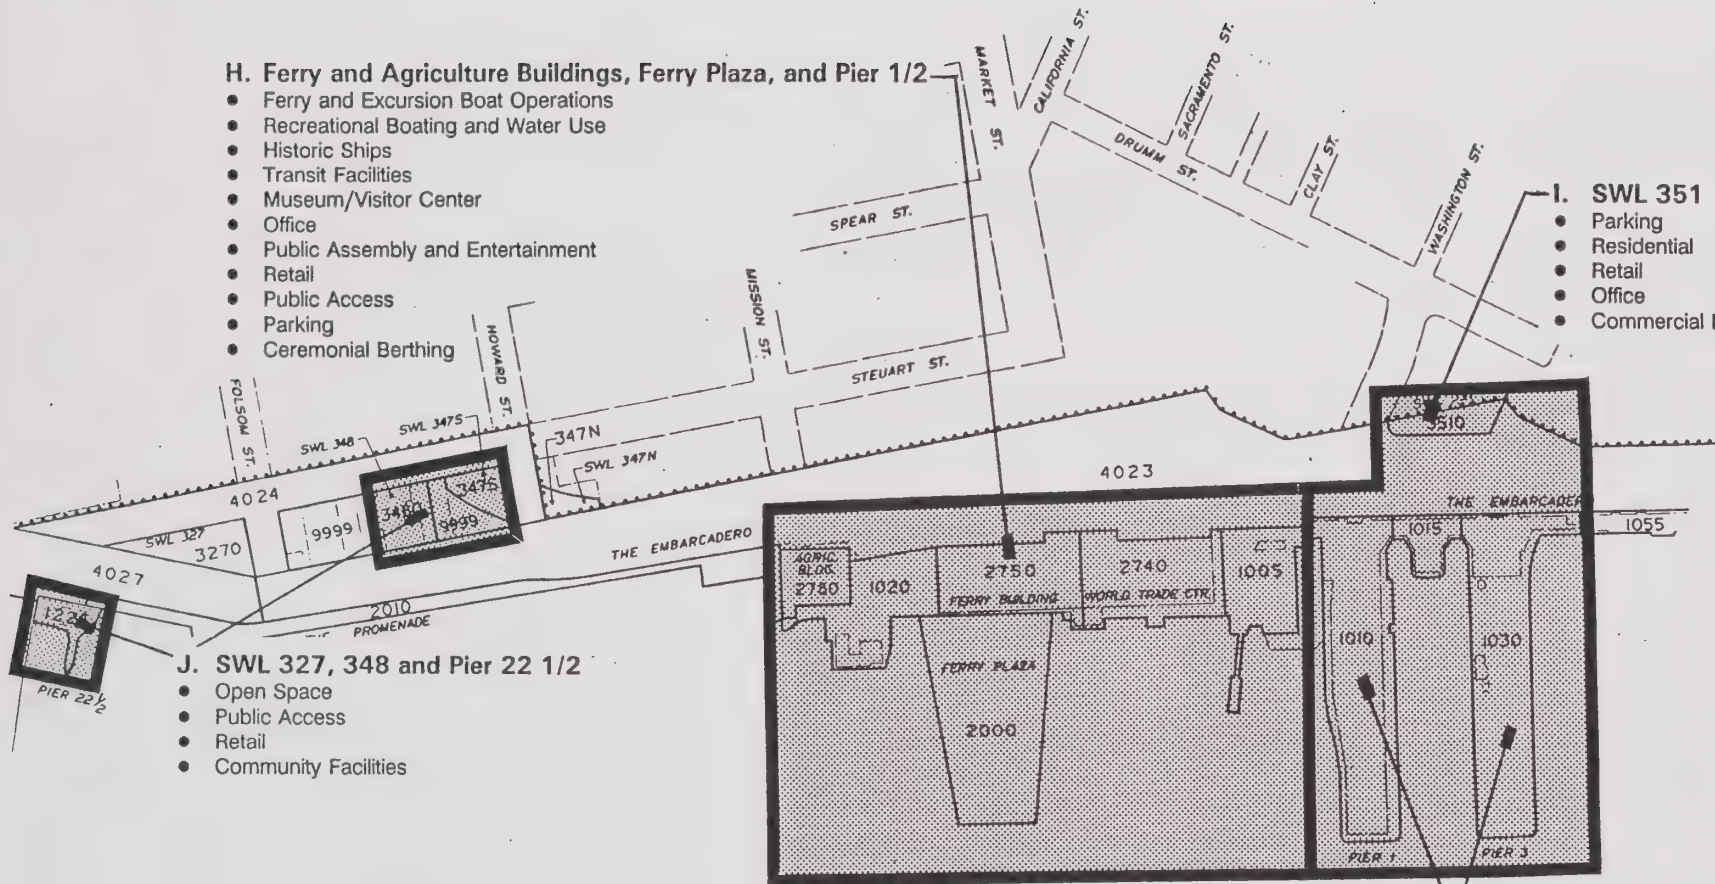 H. Ferry and Agriculture Buildings, Ferry Plaza, and Pier 1/2
• Ferry and Excursion Boat Operations
• Recreational Boating and Water Use
• Historic Ships
• Transit Facilities
• Museum/Visitor Center
• Office
• Public Assembly and Entertainment
• Retail
• Public Access
• Parking
• Ceremonial Berthing
MARKET ST.
CALIFORNIA ST.
SACRAMENTO ST.
DRUMM ST.
CLAY ST.
WASHINGTON ST.
SPEAR ST.
MISSION ST.
STEUART ST.
HOWARD ST.
FOLSOM ST.
I. SWL 351
• Parking
• Residential
• Retail
• Office
• Commercial
SWL 348
SWL 347S
347N
SWL 347N
4024
4023
3510
347S
9999
9999
SWL 327
3270
4027
THE EMBARCADERO
THE EMBARCADER
1015
1055
AGRIC BLDG.
2780
1020
2750
FERRY BUILDING
2740
WORLD TRADE CTR.
1005
2010
PROMENADE
PIER 22 1/2
J. SWL 327, 348 and Pier 22 1/2
• Open Space
• Public Access
• Retail
• Community Facilities
FERRY PLAZA
2000
1010
1030
PIER 1
PIER 3